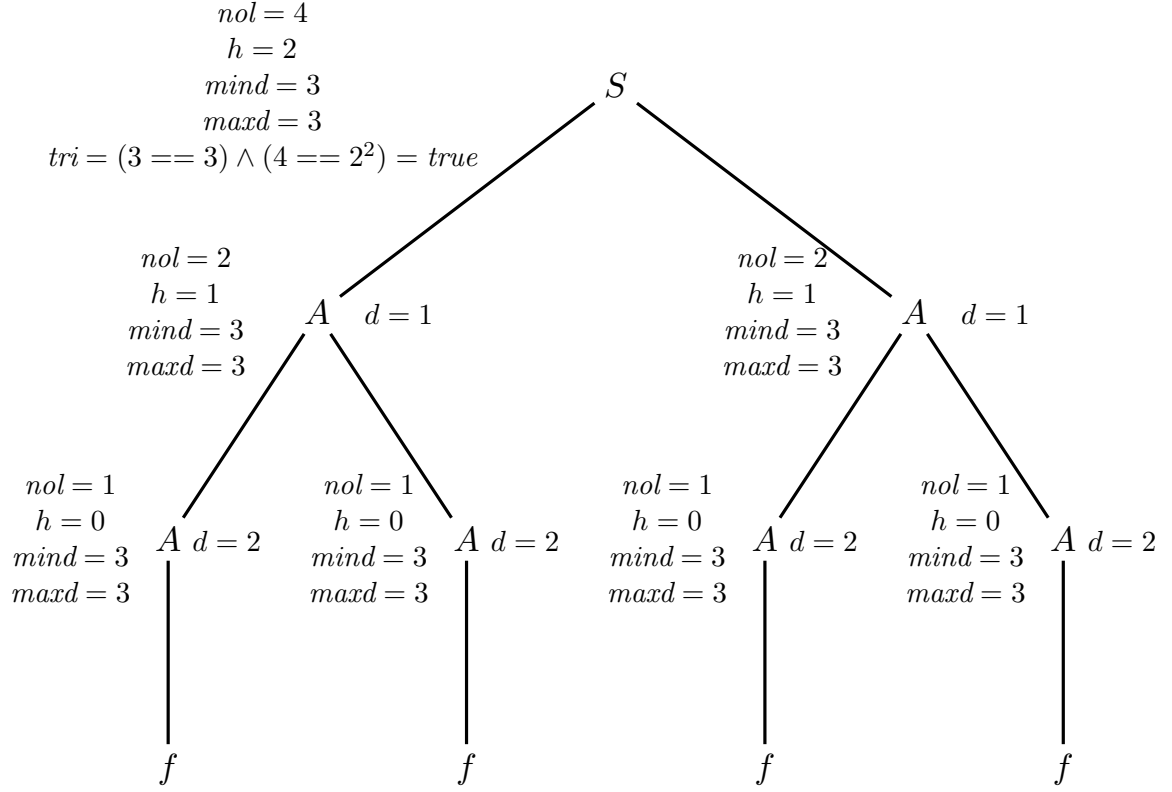 nol = 4
h = 2
mind = 3
maxd = 3
tri = (3 == 3) ∧ (4 == 2²) = true
S
nol = 2
h = 1
mind = 3
maxd = 3
A d = 1
nol = 2
h = 1
mind = 3
maxd = 3
A d = 1
nol = 1
h = 0
mind = 3
maxd = 3
A d = 2
nol = 1
h = 0
mind = 3
maxd = 3
A d = 2
nol = 1
h = 0
mind = 3
maxd = 3
A d = 2
nol = 1
h = 0
mind = 3
maxd = 3
A d = 2
f
f
f
f